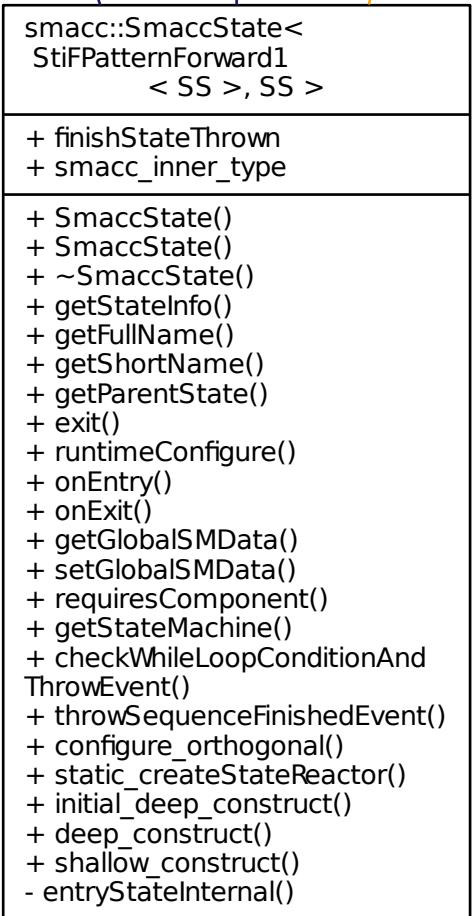 smacc::SmaccState<
StiFPatternForward1
< SS >, SS >
+ finishStateThrown
+ smacc_inner_type
+ SmaccState()
+ SmaccState()
+ ~SmaccState()
+ getStateInfo()
+ getFullName()
+ getShortName()
+ getParentState()
+ exit()
+ runtimeConfigure()
+ onEntry()
+ onExit()
+ getGlobalSMData()
+ setGlobalSMData()
+ requiresComponent()
+ getStateMachine()
+ checkWhileLoopConditionAnd
ThrowEvent()
+ throwSequenceFinishedEvent()
+ configure_orthogonal()
+ static_createStateReactor()
+ initial_deep_construct()
+ deep_construct()
+ shallow_construct()
- entryStateInternal()